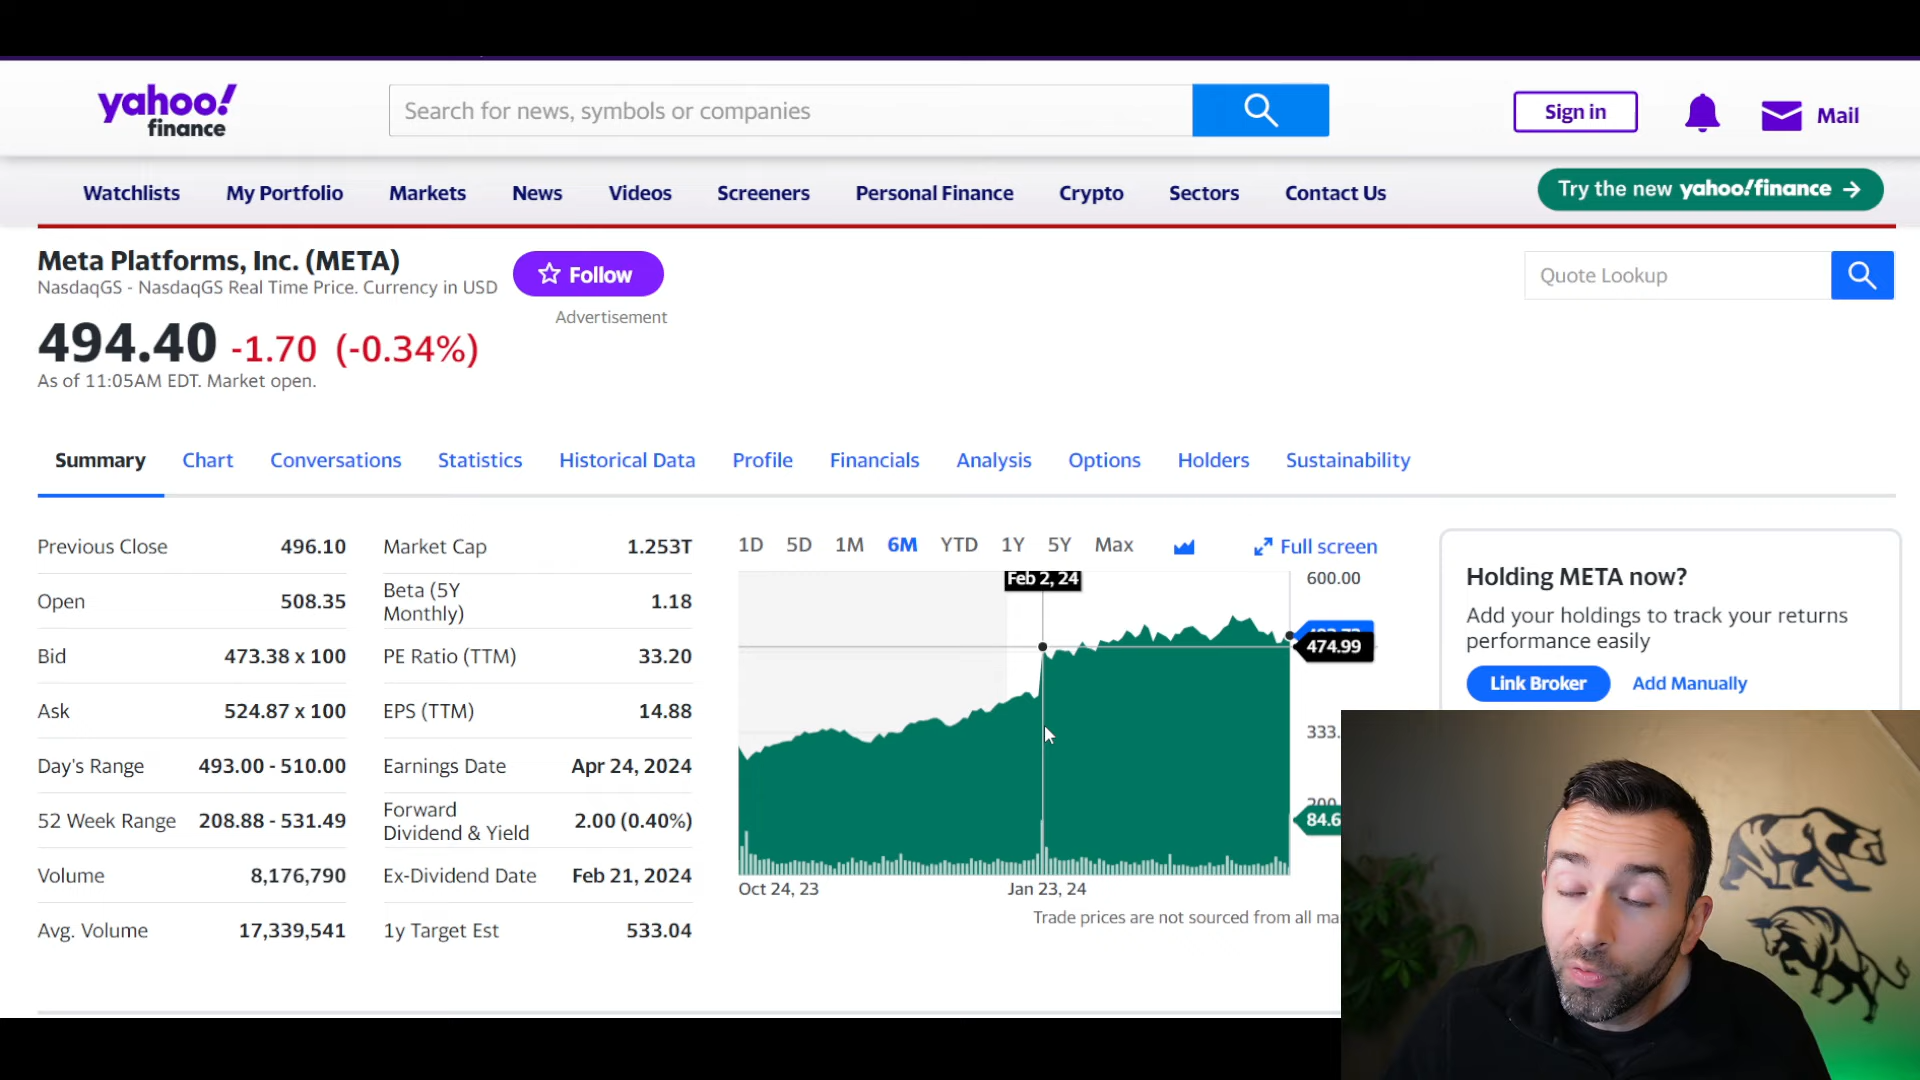 yahoo!
finance
Search for news, symbols or companies
Sign in
Mail
Watchlists
My Portfolio
Markets
News
Videos
Screeners
Personal Finance
Crypto
Sectors
Contact Us
Try the new yahoo!finance →
Meta Platforms, Inc. (META)
Follow
NasdaqGS - NasdaqGS Real Time Price. Currency in USD
Quote Lookup
Advertisement
494.40 -1.70 (-0.34%)
As of 11:05AM EDT. Market open.
Summary
Chart
Conversations
Statistics
Historical Data
Profile
Financials
Analysis
Options
Holders
Sustainability
Previous Close 496.10
Open 508.35
Bid 473.38 x 100
Ask 524.87 x 100
Day's Range 493.00 - 510.00
52 Week Range 208.88 - 531.49
Volume 8,176,790
Avg. Volume 17,339,541
Market Cap 1.253T
Beta (5Y
Monthly) 1.18
PE Ratio (TTM) 33.20
EPS (TTM) 14.88
Earnings Date Apr 24, 2024
Forward
Dividend & Yield 2.00 (0.40%)
Ex-Dividend Date Feb 21, 2024
1y Target Est 533.04
1D 5D 1M 6M YTD 1Y 5Y Max
Full screen
Feb 2, 24
600.00
474.99
333.
84.6
Oct 24, 23
Jan 23, 24
Trade prices are not sourced from all ma
Holding META now?
Add your holdings to track your returns
performance easily
Link Broker
Add Manually